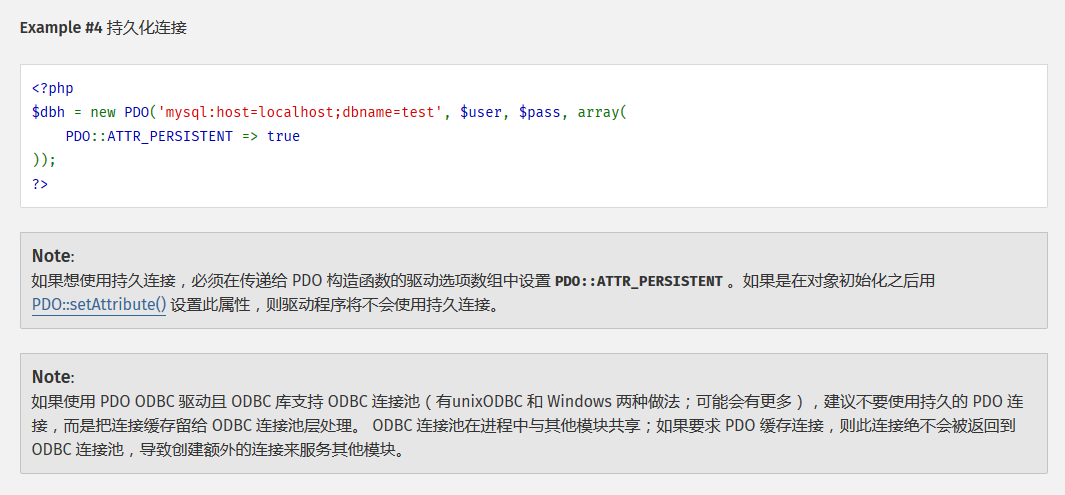 Example #4 持久化连接
<?php
$dbh = new PDO('mysql:host=localhost;dbname=test', $user, $pass, array(
    PDO::ATTR_PERSISTENT => true
));
?>
Note:
如果想使用持久连接，必须在传递给 PDO 构造函数的驱动选项数组中设置 PDO::ATTR_PERSISTENT 。如果是在对象初始化之后用
PDO::setAttribute() 设置此属性，则驱动程序将不会使用持久连接。
Note:
如果使用 PDO ODBC 驱动且 ODBC 库支持 ODBC 连接池（有unixODBC 和 Windows 两种做法；可能会有更多），建议不要使用持久的 PDO 连
接，而是把连接缓存留给 ODBC 连接池层处理。 ODBC 连接池在进程中与其他模块共享；如果要求 PDO 缓存连接，则此连接绝不会被返回到
ODBC 连接池，导致创建额外的连接来服务其他模块。